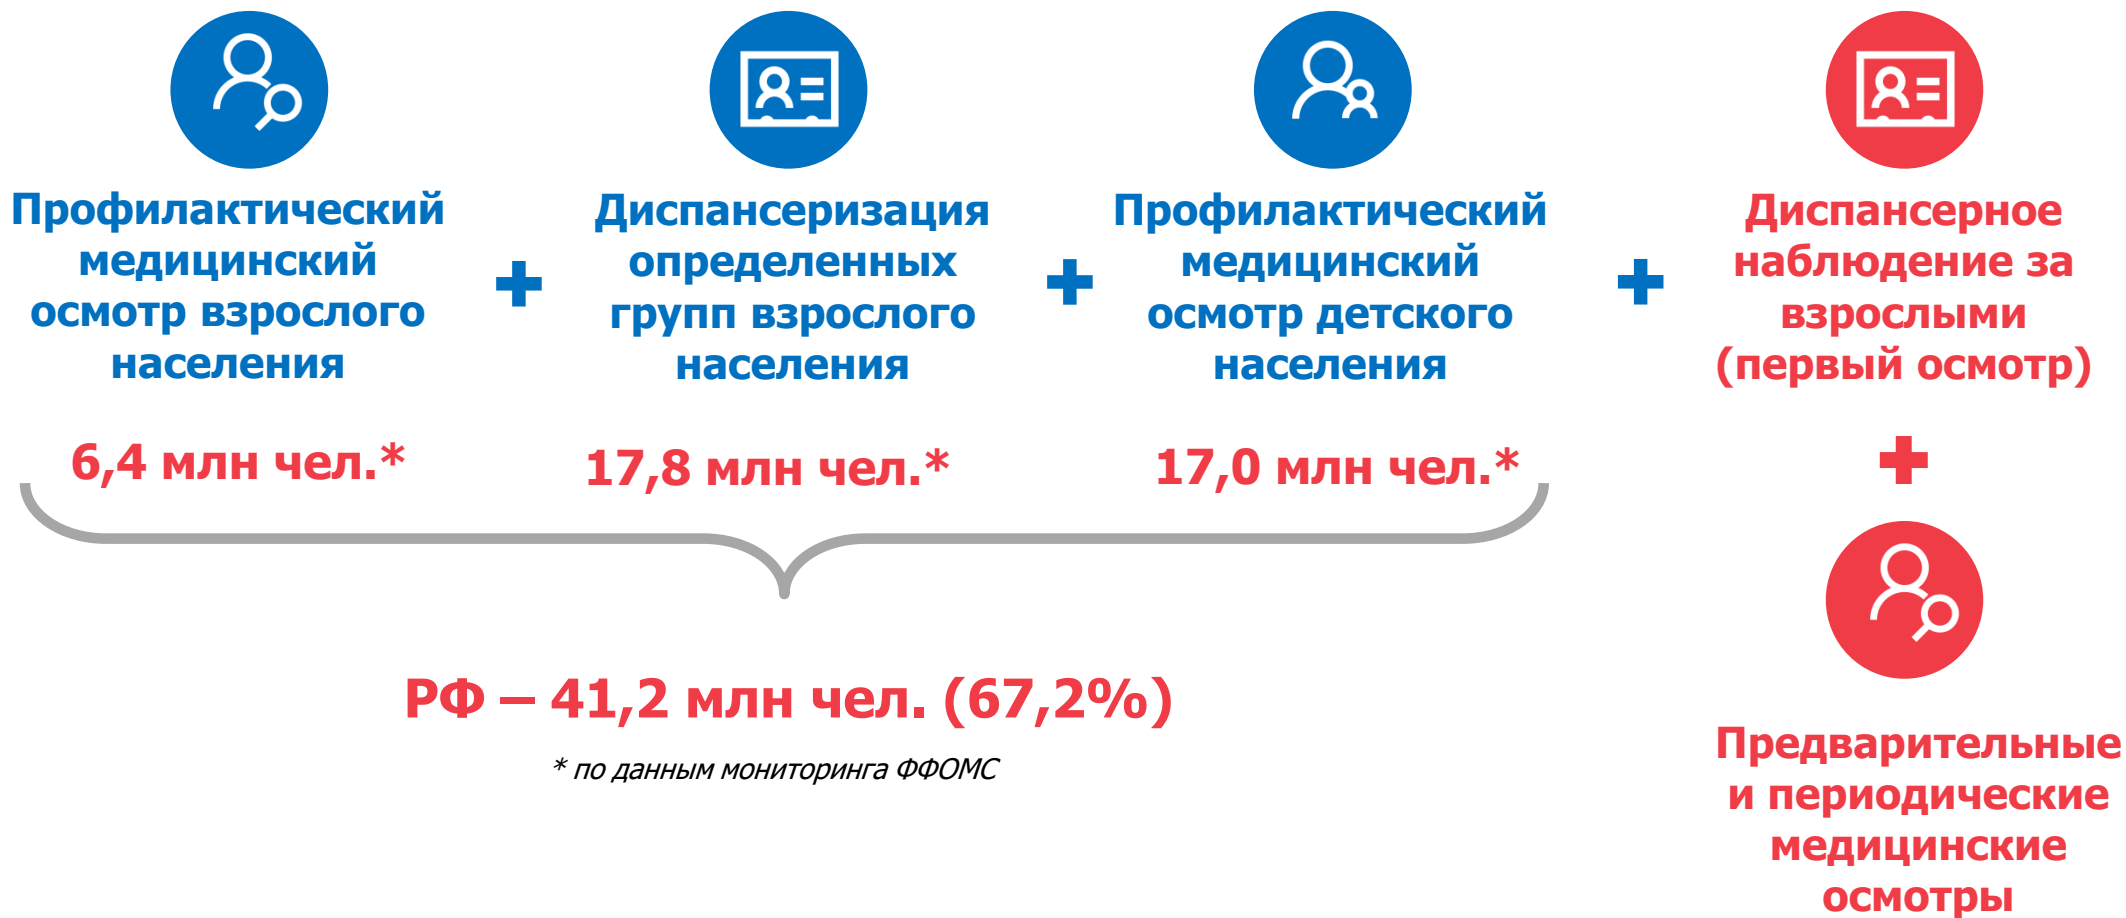 Профилактический
медицинский
осмотр взрослого
населения
6,4 млн чел.*
+
Диспансеризация
определенных
групп взрослого
населения
17,8 млн чел.*
+
Профилактический
медицинский
осмотр детского
населения
17,0 млн чел.*
+
Диспансерное
наблюдение за
взрослыми
(первый осмотр)
+
Предварительные
и периодические
медицинские
осмотры
РФ – 41,2 млн чел. (67,2%)
* по данным мониторинга ФФОМС